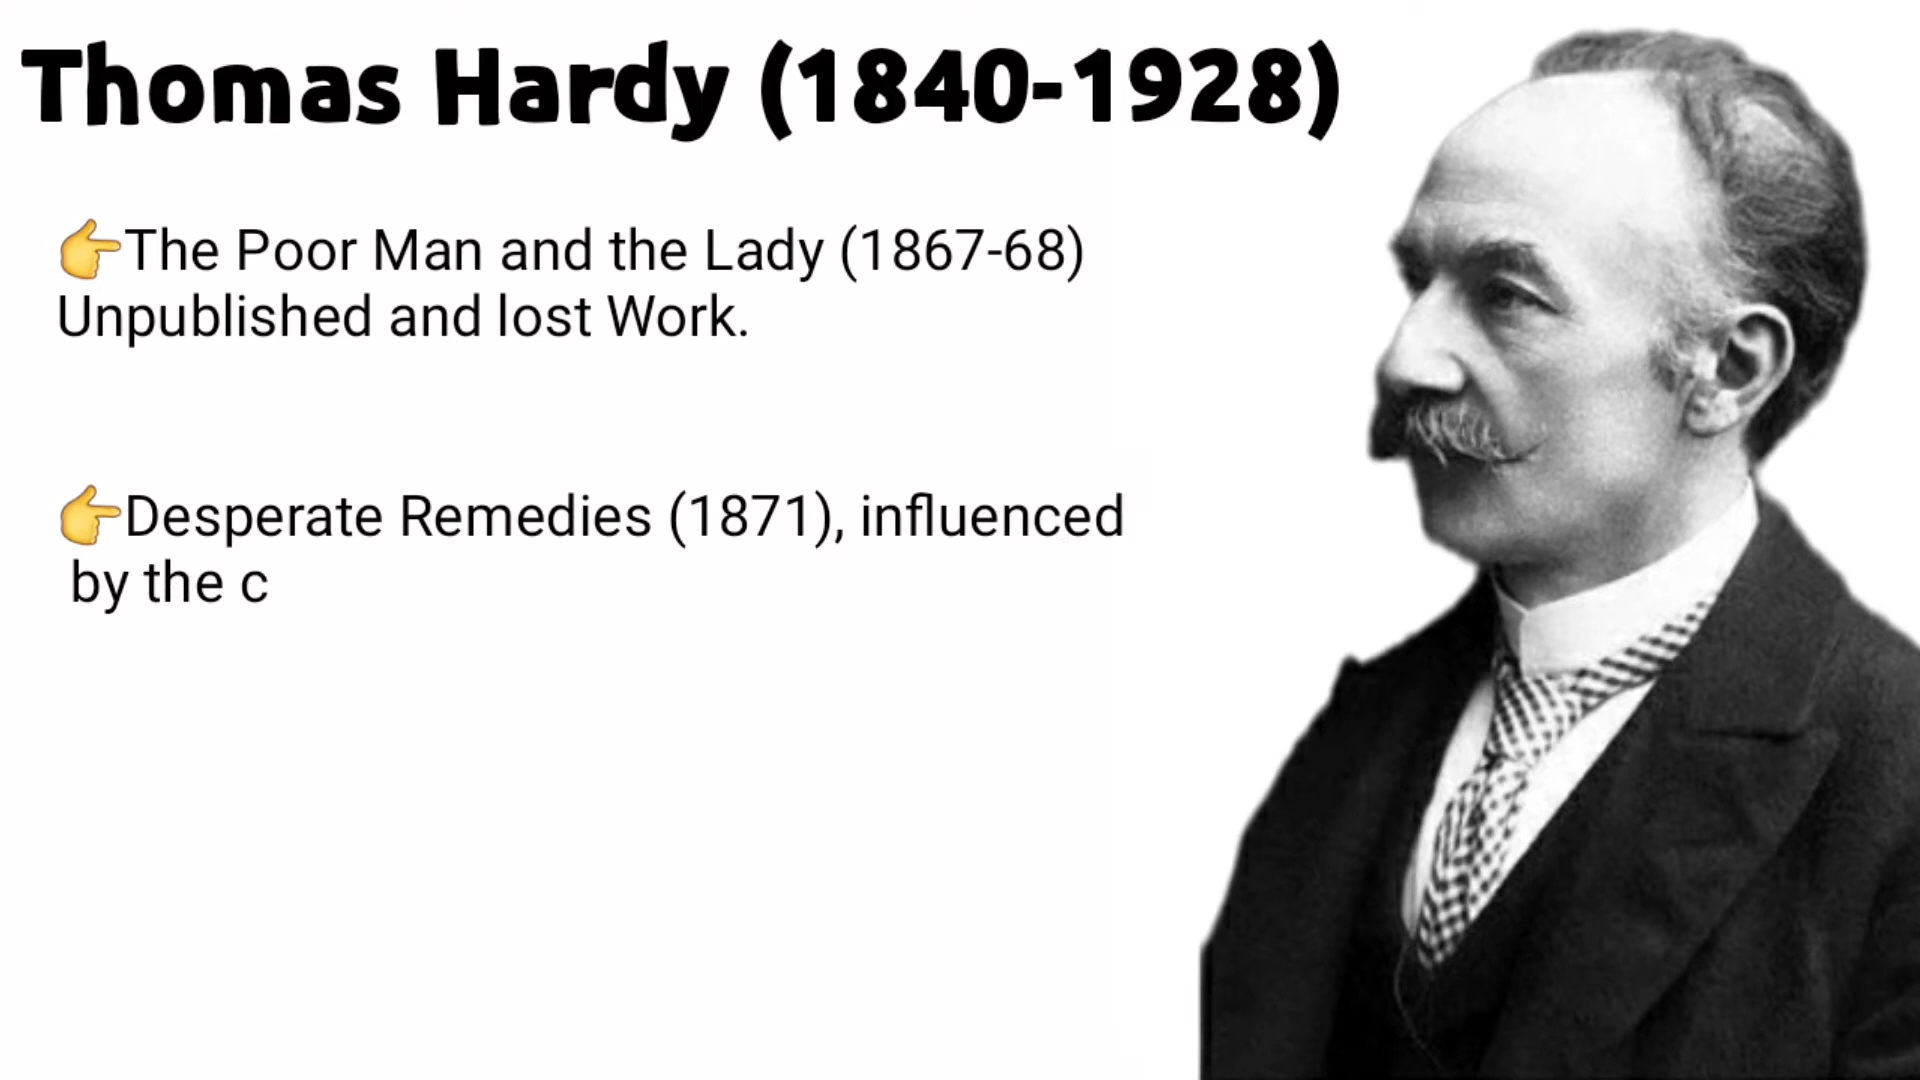 Thomas Hardy (1840-1928)
👉The Poor Man and the Lady (1867-68)
Unpublished and lost Work.
👉Desperate Remedies (1871), influenced
by the c